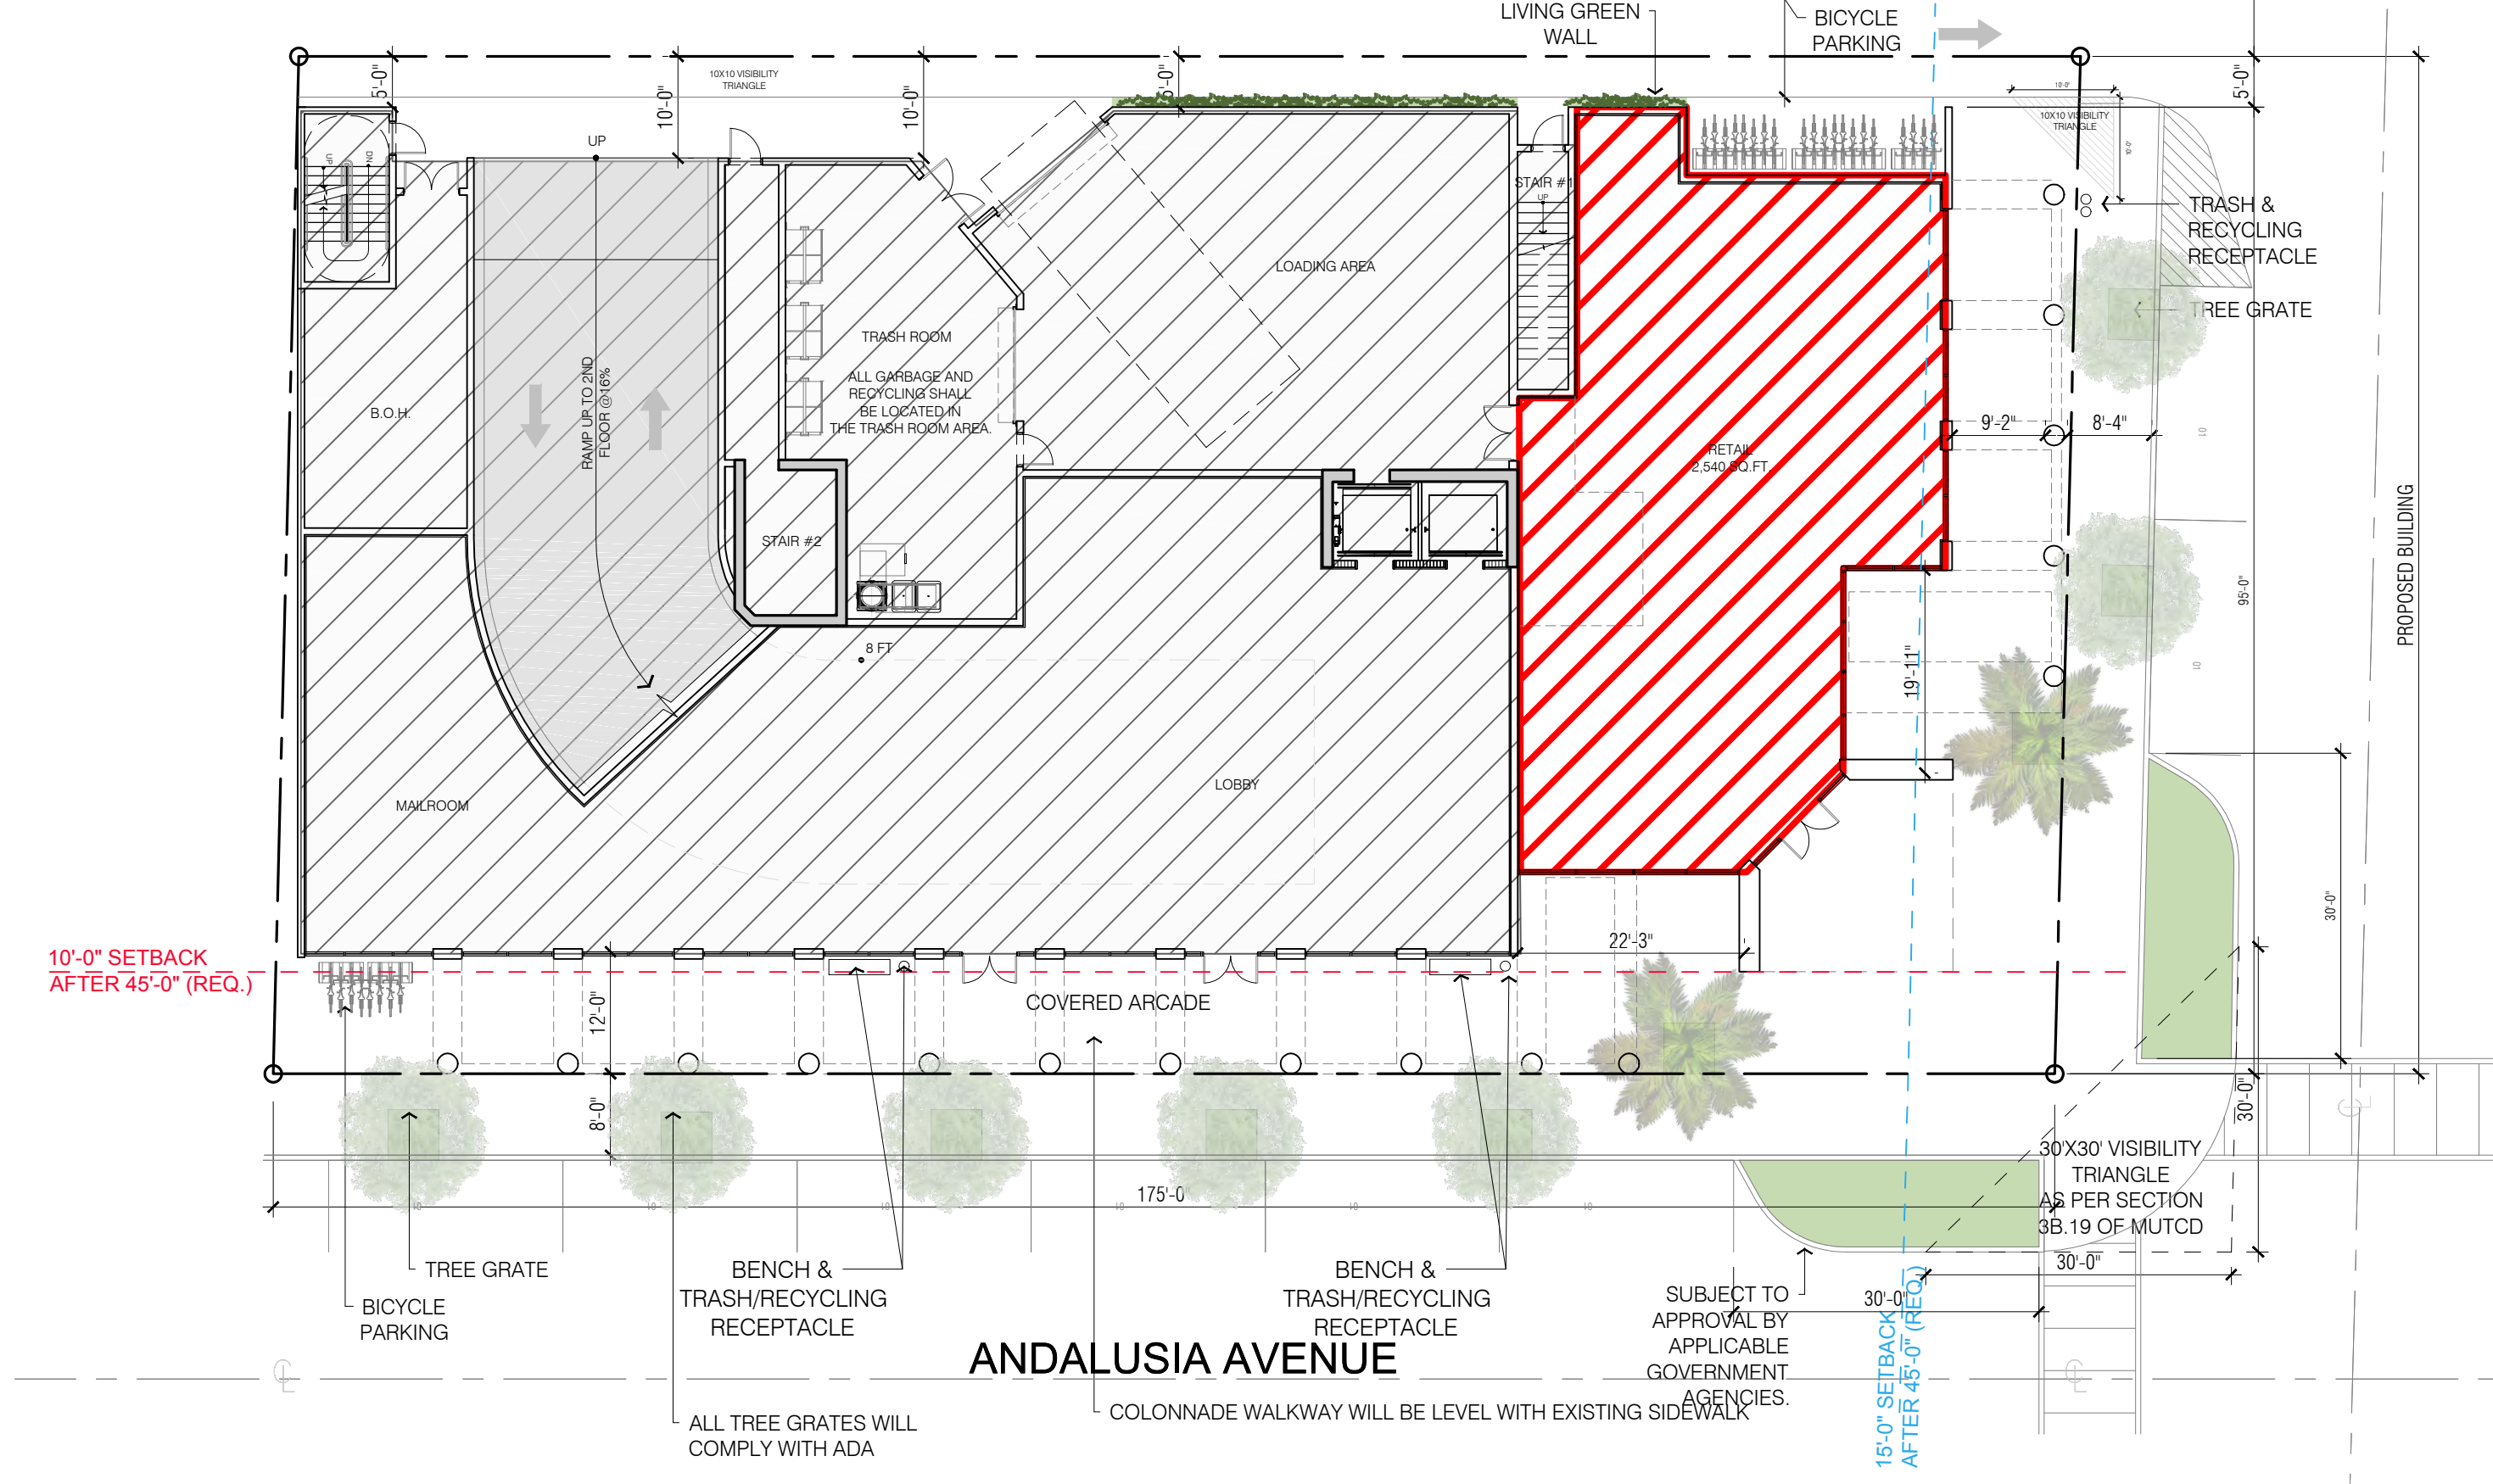 LIVING GREEN
WALL
BICYCLE
PARKING
5'-0"
10X10 VISIBILITY
TRIANGLE
10'-0"
10'-0"
5'-0"
5'-0"
10'-0"
10X10 VISIBILITY
TRIANGLE
10'-0"
UP
UP
DN
STAIR #1
UP
TRASH &
RECYCLING
RECEPTACLE
TREE GRATE
LOADING AREA
TRASH ROOM
ALL GARBAGE AND
RECYCLING SHALL
BE LOCATED IN
THE TRASH ROOM AREA.
B.O.H.
RAMP UP TO 2ND
FLOOR @16%
RETAIL
2,540 SQ.FT.
9'-2"
8'-4"
STAIR #2
8 FT
PROPOSED BUILDING
95'-0"
19'-11"
LOBBY
MAILROOM
30'-0"
22'-3"
10'-0" SETBACK
AFTER 45'-0" (REQ.)
COVERED ARCADE
12'-0"
8'-0"
30'-0"
30'X30' VISIBILITY
TRIANGLE
AS PER SECTION
3B.19 OF MUTCD
175'-0
30'-0"
30'-0"
TREE GRATE
BICYCLE
PARKING
BENCH &
TRASH/RECYCLING
RECEPTACLE
BENCH &
TRASH/RECYCLING
RECEPTACLE
SUBJECT TO
APPROVAL BY
APPLICABLE
GOVERNMENT
AGENCIES.
15'-0" SETBACK
AFTER 45'-0" (REQ.)
ANDALUSIA AVENUE
COLONNADE WALKWAY WILL BE LEVEL WITH EXISTING SIDEWALK
ALL TREE GRATES WILL
COMPLY WITH ADA